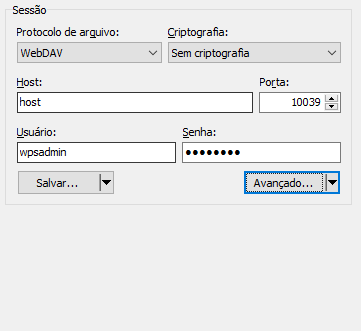 Sessão
Protocolo de arquivo: Criptografia:
WebDAV Sem criptografia
Host: Porta:
host 10039
Usuário: Senha:
wpsadmin ●●●●●●●●
Salvar... Avançado...